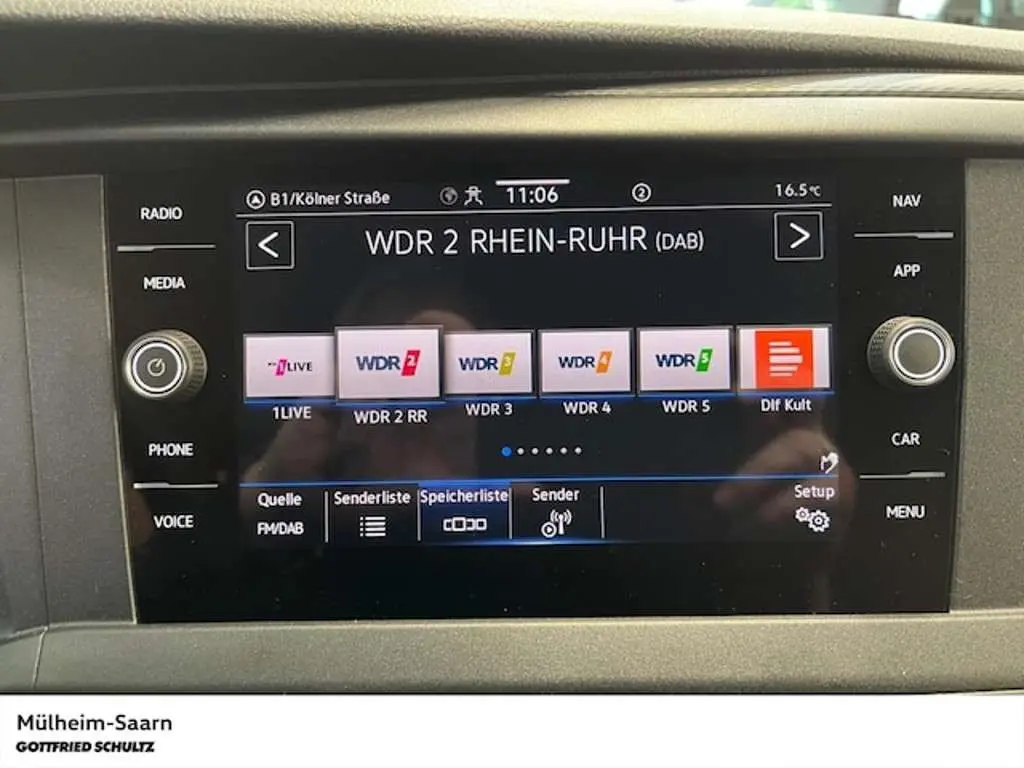 RADIO
MEDIA
PHONE
VOICE
B1/Kölner Straße
11:06
2
16.5°C
<
WDR 2 RHEIN-RUHR (DAB)
>
1LIVE
WDR 2
WDR 3
WDR 4
WDR 5
1LIVE
WDR 2 RR
WDR 3
WDR 4
WDR 5
Dlf Kult
Quelle
FM/DAB
Senderliste
Speicherliste
Sender
Setup
NAV
APP
CAR
MENU
Mülheim-Saarn
GOTTFRIED SCHULTZ